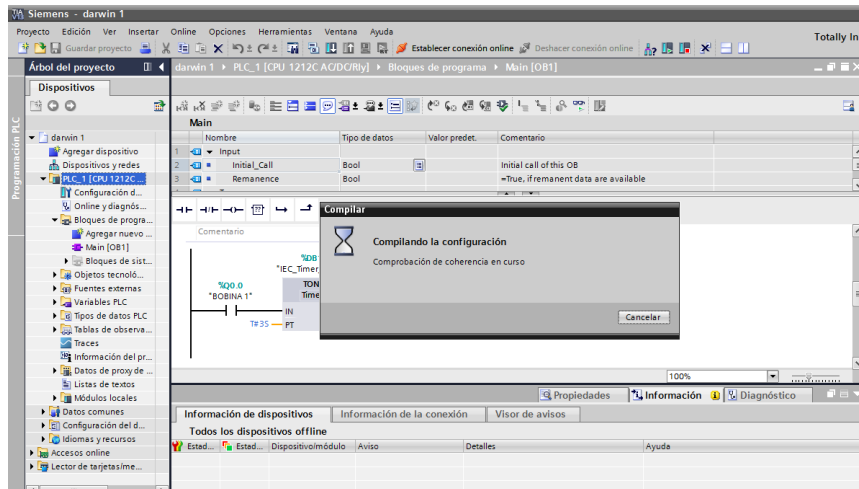 Siemens - darwin 1
Proyecto Edición Ver Insertar Online Opciones Herramientas Ventana Ayuda
Totally In
Guardar proyecto Establecer conexión online Deshacer conexión online
Árbol del proyecto
darwin 1 PLC_1 [CPU 1212C AC/DC/Rly] Bloques de programa Main [OB1]
Dispositivos
Programación PLC
darwin 1
Agregar dispositivo
Dispositivos y redes
PLC_1 [CPU 1212C ...
Configuración d...
Online y diagnós...
Bloques de progra...
Agregar nuevo ...
Main [OB1]
Bloques de sist...
Objetos tecnoló...
Fuentes externas
Variables PLC
Tipos de datos PLC
Tablas de observa...
Traces
Información del pr...
Datos de proxy de ...
Listas de textos
Módulos locales
Datos comunes
Configuración del d...
Idiomas y recursos
Accesos online
Lector de tarjetas/me...
Main
Nombre Tipo de datos Valor predet. Comentario
1 Input
2 Initial_Call Bool Initial call of this OB
3 Remanence Bool =True, if remanent data are available
Comentario
%DB
"IEC_Timer_
%Q0.0 TON
"BOBINA 1" Time
IN
T#3S PT
Compilar
Compilando la configuración
Comprobación de coherencia en curso
Cancelar
100%
Propiedades Información Diagnóstico
Información de dispositivos Información de la conexión Visor de avisos
Todos los dispositivos offline
Estad... Estad... Dispositivo/módulo Aviso Detalles Ayuda